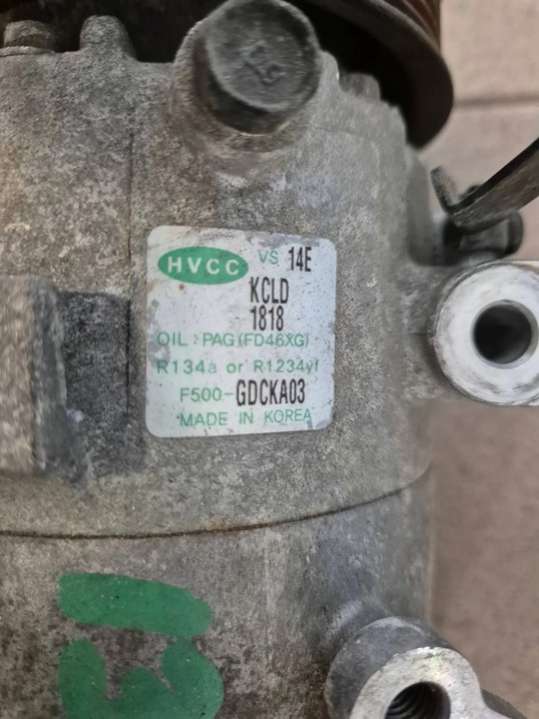 HVCC VS 14E
KCLD
1818
OIL : PAG (FD46XG)
R134a or R1234yf
F500-GDCKA03
MADE IN KOREA